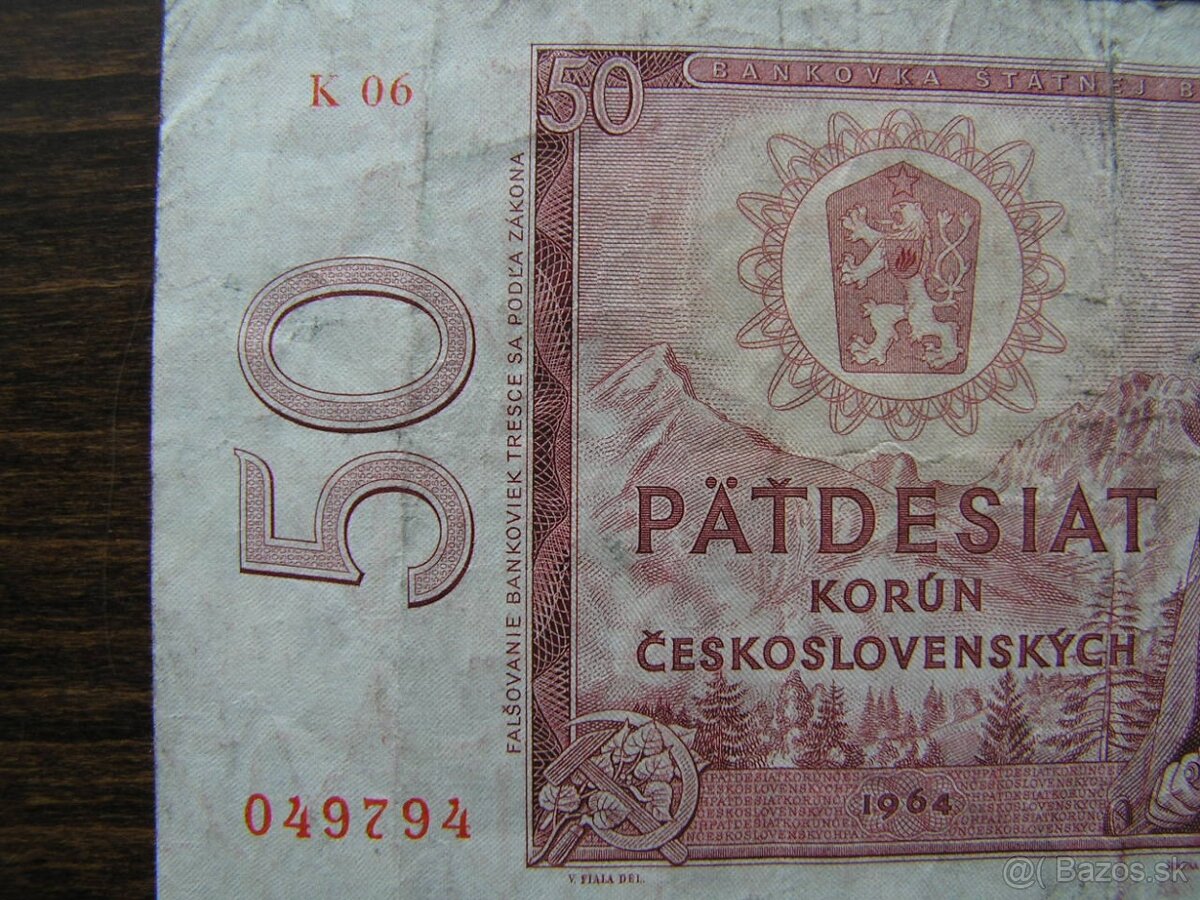 K 06
50
BANKOVKA ŠTÁTNEJ B
50
FALŠOVANIE BANKOVIEK TRESCE SA PODĽA ZÁKONA
PÄŤDESIAT
KORÚN
ČESKOSLOVENSKÝCH
1964
049794
V. FIALA DEL.
@( Bazos.sk